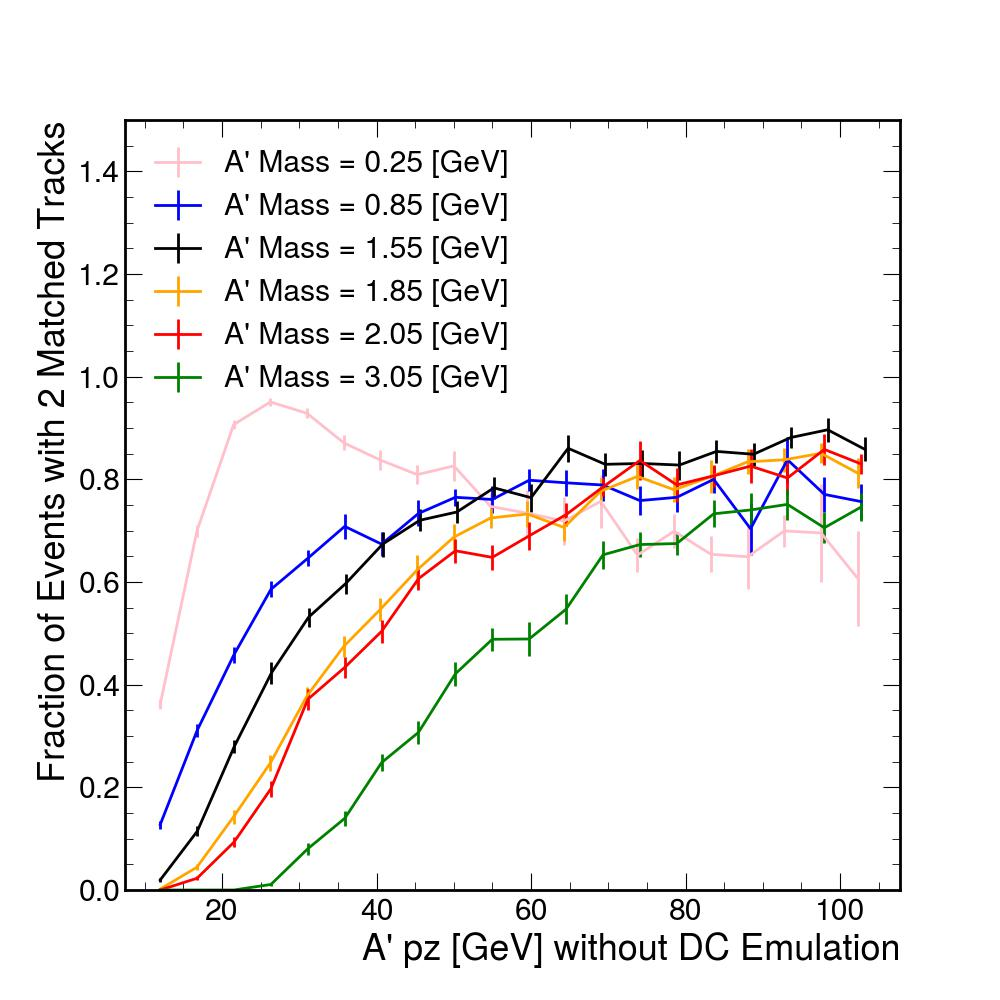 Fraction of Events with 2 Matched Tracks
1.4
1.2
1.0
0.8
0.6
0.4
0.2
0.0
A' Mass = 0.25 [GeV]
A' Mass = 0.85 [GeV]
A' Mass = 1.55 [GeV]
A' Mass = 1.85 [GeV]
A' Mass = 2.05 [GeV]
A' Mass = 3.05 [GeV]
20 40 60 80 100
A' pz [GeV] without DC Emulation